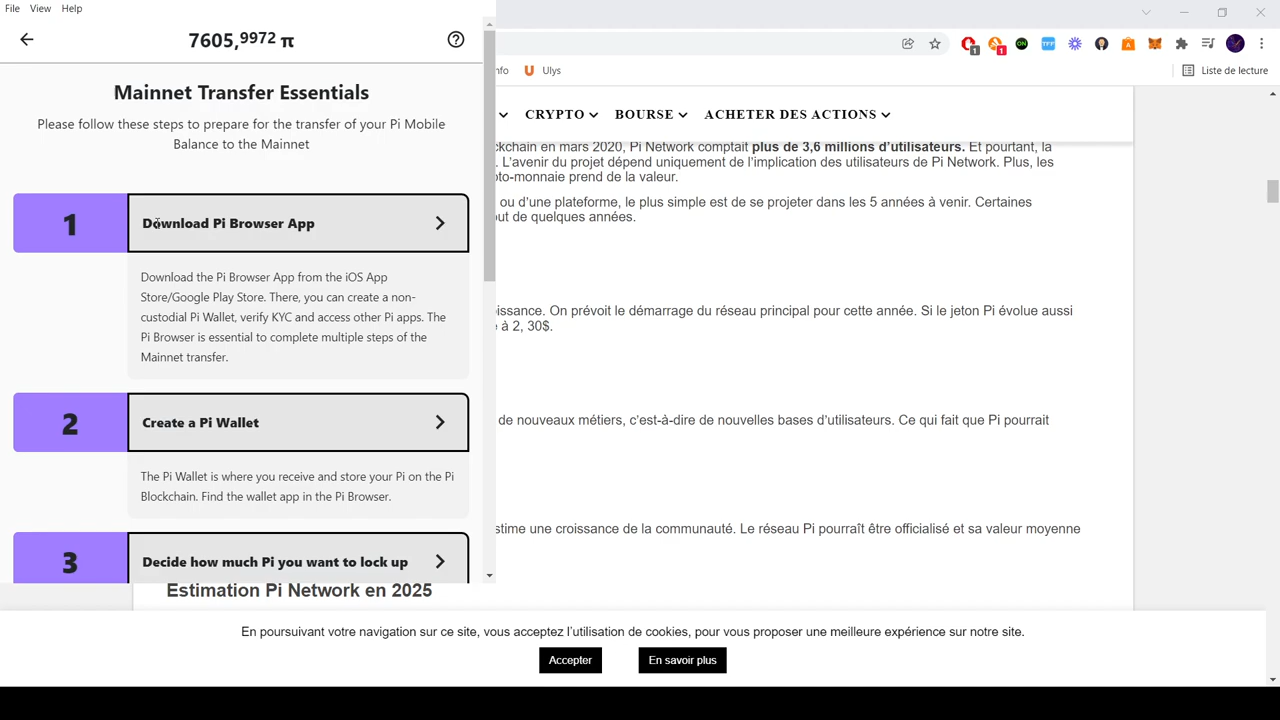 File View Help
7605,9972 π
Mainnet Transfer Essentials
Please follow these steps to prepare for the transfer of your Pi Mobile
Balance to the Mainnet
1
Download Pi Browser App
Download the Pi Browser App from the iOS App
Store/Google Play Store. There, you can create a non-
custodial Pi Wallet, verify KYC and access other Pi apps. The
Pi Browser is essential to complete multiple steps of the
Mainnet transfer.
2
Create a Pi Wallet
The Pi Wallet is where you receive and store your Pi on the Pi
Blockchain. Find the wallet app in the Pi Browser.
3
Decide how much Pi you want to lock up
1
1
ON
TFF
A
nfo
Ulys
Liste de lecture
CRYPTO BOURSE ACHETER DES ACTIONS
ckchain en mars 2020, Pi Network comptait plus de 3,6 millions d’utilisateurs. Et pourtant, la
. L’avenir du projet dépend uniquement de l’implication des utilisateurs de Pi Network. Plus, les
pto-monnaie prend de la valeur.
ou d’une plateforme, le plus simple est de se projeter dans les 5 années à venir. Certaines
out de quelques années.
oissance. On prévoit le démarrage du réseau principal pour cette année. Si le jeton Pi évolue aussi
e à 2, 30$.
de nouveaux métiers, c’est-à-dire de nouvelles bases d’utilisateurs. Ce qui fait que Pi pourrait
stime une croissance de la communauté. Le réseau Pi pourraît être officialisé et sa valeur moyenne
Estimation Pi Network en 2025
En poursuivant votre navigation sur ce site, vous acceptez l’utilisation de cookies, pour vous proposer une meilleure expérience sur notre site.
Accepter
En savoir plus